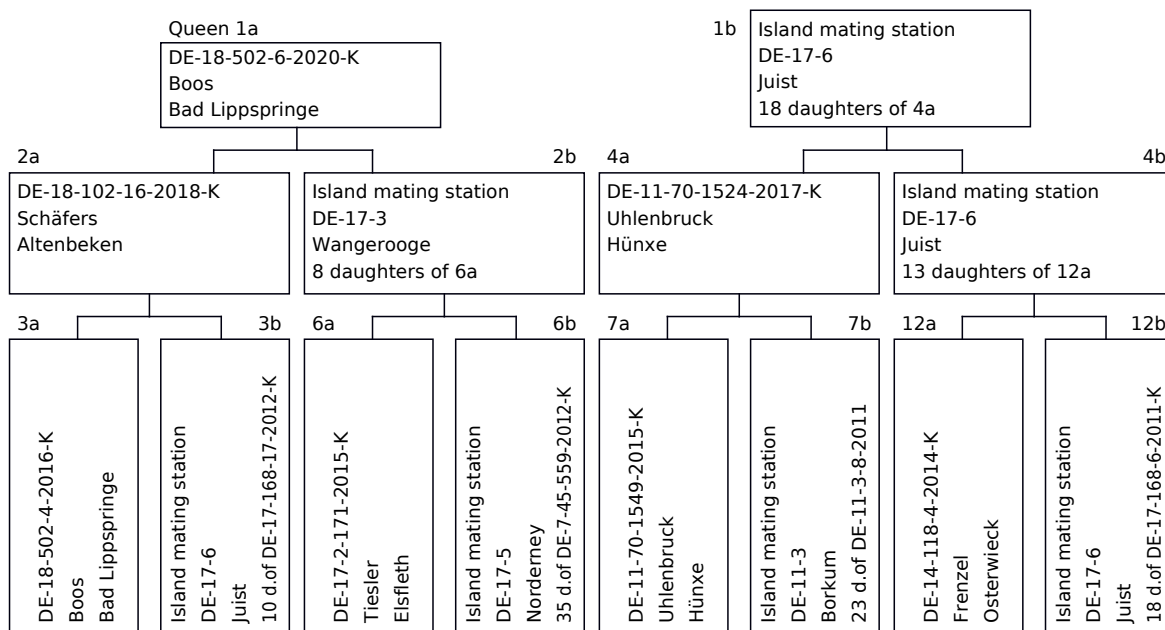 Queen 1a
DE-18-502-6-2020-K
Boos
Bad Lippspringe
1b
Island mating station
DE-17-6
Juist
18 daughters of 4a
2a
DE-18-102-16-2018-K
Schäfers
Altenbeken
2b
Island mating station
DE-17-3
Wangerooge
8 daughters of 6a
4a
DE-11-70-1524-2017-K
Uhlenbruck
Hünxe
4b
Island mating station
DE-17-6
Juist
13 daughters of 12a
3a
DE-18-502-4-2016-K
Boos
Bad Lippspringe
3b
Island mating station
DE-17-6
Juist
10 d.of DE-17-168-17-2012-K
6a
DE-17-2-171-2015-K
Tiesler
Elsfleth
6b
Island mating station
DE-17-5
Norderney
35 d.of DE-7-45-559-2012-K
7a
DE-11-70-1549-2015-K
Uhlenbruck
Hünxe
7b
Island mating station
DE-11-3
Borkum
23 d.of DE-11-3-8-2011
12a
DE-14-118-4-2014-K
Frenzel
Osterwieck
12b
Island mating station
DE-17-6
Juist
18 d.of DE-17-168-6-2011-K